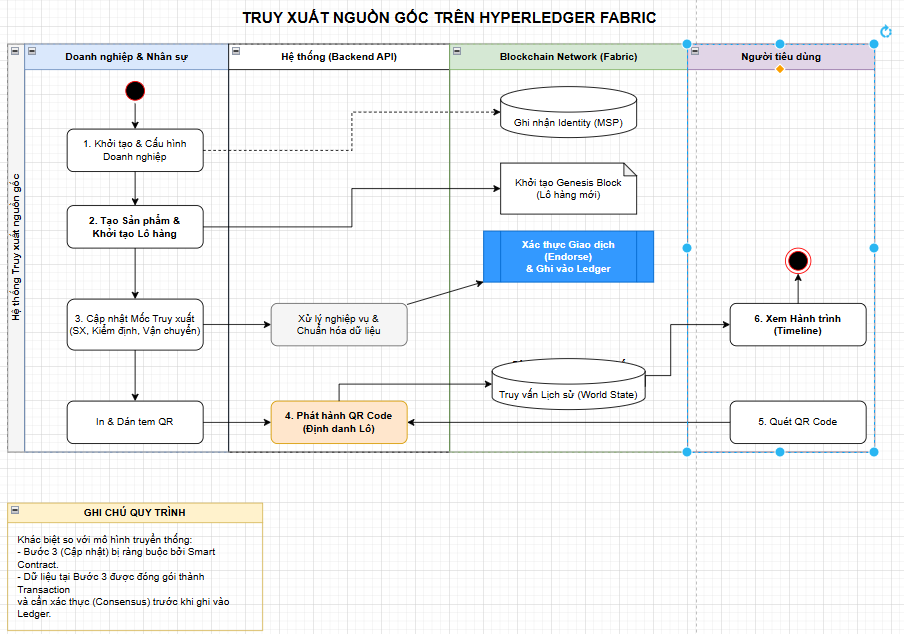 TRUY XUẤT NGUỒN GỐC TRÊN HYPERLEDGER FABRIC
Hệ thống Truy xuất nguồn gốc
Doanh nghiệp & Nhân sự
Hệ thống (Backend API)
Blockchain Network (Fabric)
Người tiêu dùng
1. Khởi tạo & Cấu hình
Doanh nghiệp
Ghi nhận Identity (MSP)
2. Tạo Sản phẩm &
Khởi tạo Lô hàng
Khởi tạo Genesis Block
(Lô hàng mới)
Xác thực Giao dịch
(Endorse)
& Ghi vào Ledger
3. Cập nhật Mốc Truy xuất
(SX, Kiểm định, Vận chuyển)
Xử lý nghiệp vụ &
Chuẩn hóa dữ liệu
6. Xem Hành trình
(Timeline)
Truy vấn Lịch sử (World State)
In & Dán tem QR
4. Phát hành QR Code
(Định danh Lô)
5. Quét QR Code
GHI CHÚ QUY TRÌNH
Khác biệt so với mô hình truyền thống:
- Bước 3 (Cập nhật) bị ràng buộc bởi Smart
Contract.
- Dữ liệu tại Bước 3 được đóng gói thành
Transaction
và cần xác thực (Consensus) trước khi ghi vào
Ledger.